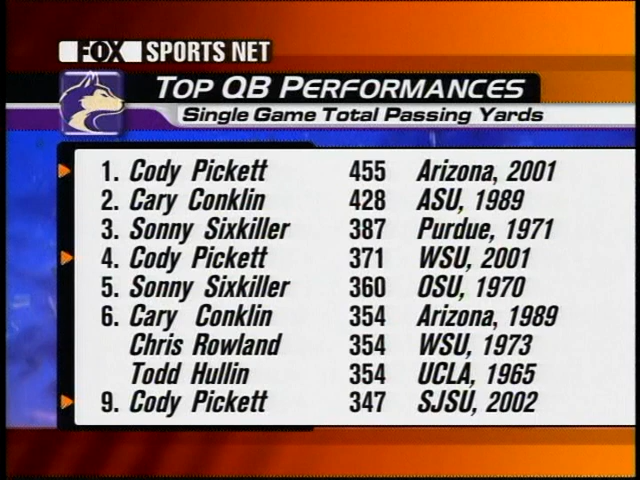 FOX SPORTS NET
TOP QB PERFORMANCES
Single Game Total Passing Yards
1. Cody Pickett 455 Arizona, 2001
2. Cary Conklin 428 ASU, 1989
3. Sonny Sixkiller 387 Purdue, 1971
4. Cody Pickett 371 WSU, 2001
5. Sonny Sixkiller 360 OSU, 1970
6. Cary Conklin 354 Arizona, 1989
Chris Rowland 354 WSU, 1973
Todd Hullin 354 UCLA, 1965
9. Cody Pickett 347 SJSU, 2002